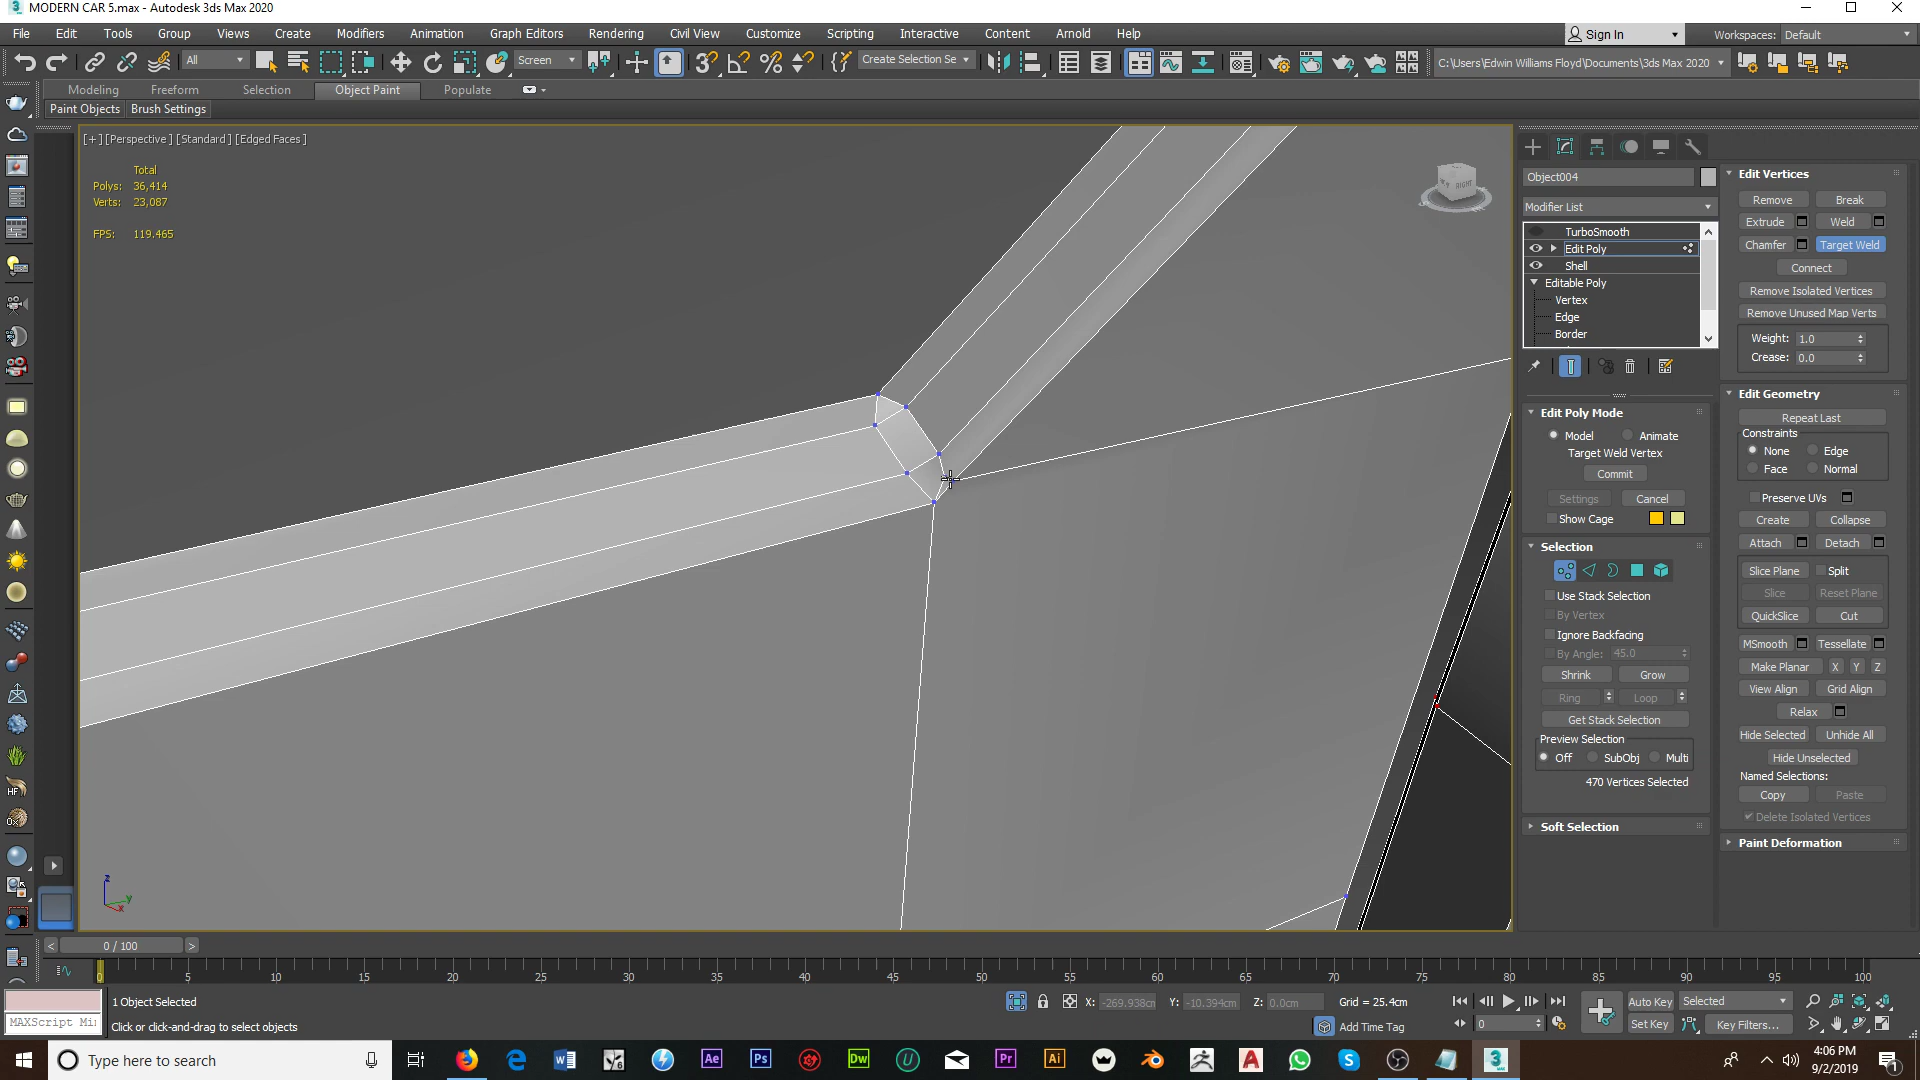 MODERN CAR 5.max - Autodesk 3ds Max 2020
File Edit Tools Group Views Create Modifiers Animation Graph Editors Rendering Civil View Customize Scripting Interactive Content Arnold Help
Sign In
Workspaces: Default
All
Screen
Create Selection Se
C:\Users\Edwin Williams Floyd\Documents\3ds Max 2020
Modeling Freeform Selection Object Paint Populate
Paint Objects Brush Settings
[+] [Perspective ] [Standard ] [Edged Faces ]
Total
Polys: 36,414
Verts: 23,087
FPS: 119.465
RIGHT
Object004
Modifier List
TurboSmooth
Edit Poly
Shell
Editable Poly
Vertex
Edge
Border
Edit Poly Mode
Model Animate
Target Weld Vertex
Commit
Settings Cancel
Show Cage
Selection
Use Stack Selection
By Vertex
Ignore Backfacing
By Angle: 45.0
Shrink Grow
Ring Loop
Get Stack Selection
Preview Selection
Off SubObj Multi
470 Vertices Selected
Soft Selection
Edit Vertices
Remove Break
Extrude Weld
Chamfer Target Weld
Connect
Remove Isolated Vertices
Remove Unused Map Verts
Weight: 1.0
Crease: 0.0
Edit Geometry
Repeat Last
Constraints
None Edge
Face Normal
Preserve UVs
Create Collapse
Attach Detach
Slice Plane Split
Slice Reset Plane
QuickSlice Cut
MSmooth Tessellate
Make Planar X Y Z
View Align Grid Align
Relax
Hide Selected Unhide All
Hide Unselected
Named Selections:
Copy Paste
Delete Isolated Vertices
Paint Deformation
z
y
x
< 0 / 100 >
0 5 10 15 20 25 30 35 40 45 50 55 60 65 70 75 80 85 90 95 100
1 Object Selected
MAXScript Mi
Click or click-and-drag to select objects
X: -269.938cm Y: -10.394cm Z: 0.0cm Grid = 25.4cm
Add Time Tag
0
Auto Key Selected
Set Key Key Filters...
Type here to search
4:06 PM
9/2/2019
1